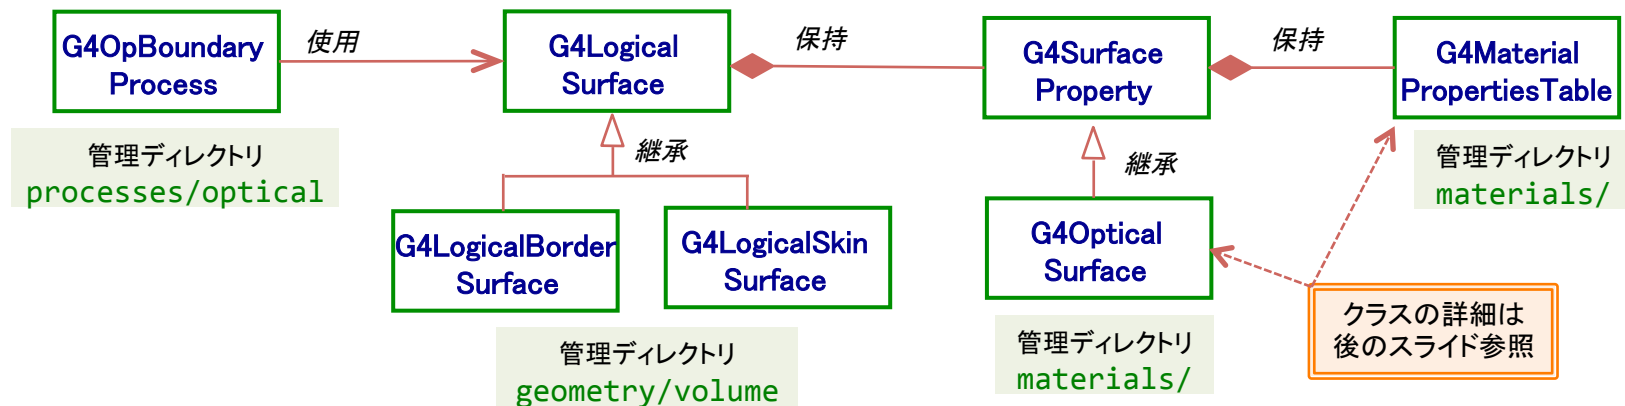 G4OpBoundary
Process
使用
G4Logical
Surface
保持
G4Surface
Property
保持
G4Material
PropertiesTable
管理ディレクトリ
processes/optical
継承
継承
管理ディレクトリ
materials/
G4LogicalBorder
Surface
G4LogicalSkin
Surface
G4Optical
Surface
クラスの詳細は
後のスライド参照
管理ディレクトリ
geometry/volume
管理ディレクトリ
materials/